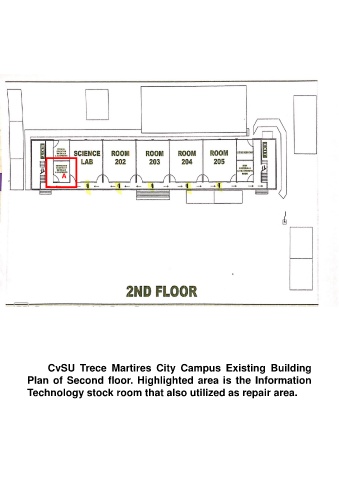 SCIENCE
LAB
ROOM
202
ROOM
203
ROOM
204
ROOM
205
A
2ND FLOOR
CvSU Trece Martires City Campus Existing Building
Plan of Second floor. Highlighted area is the Information
Technology stock room that also utilized as repair area.